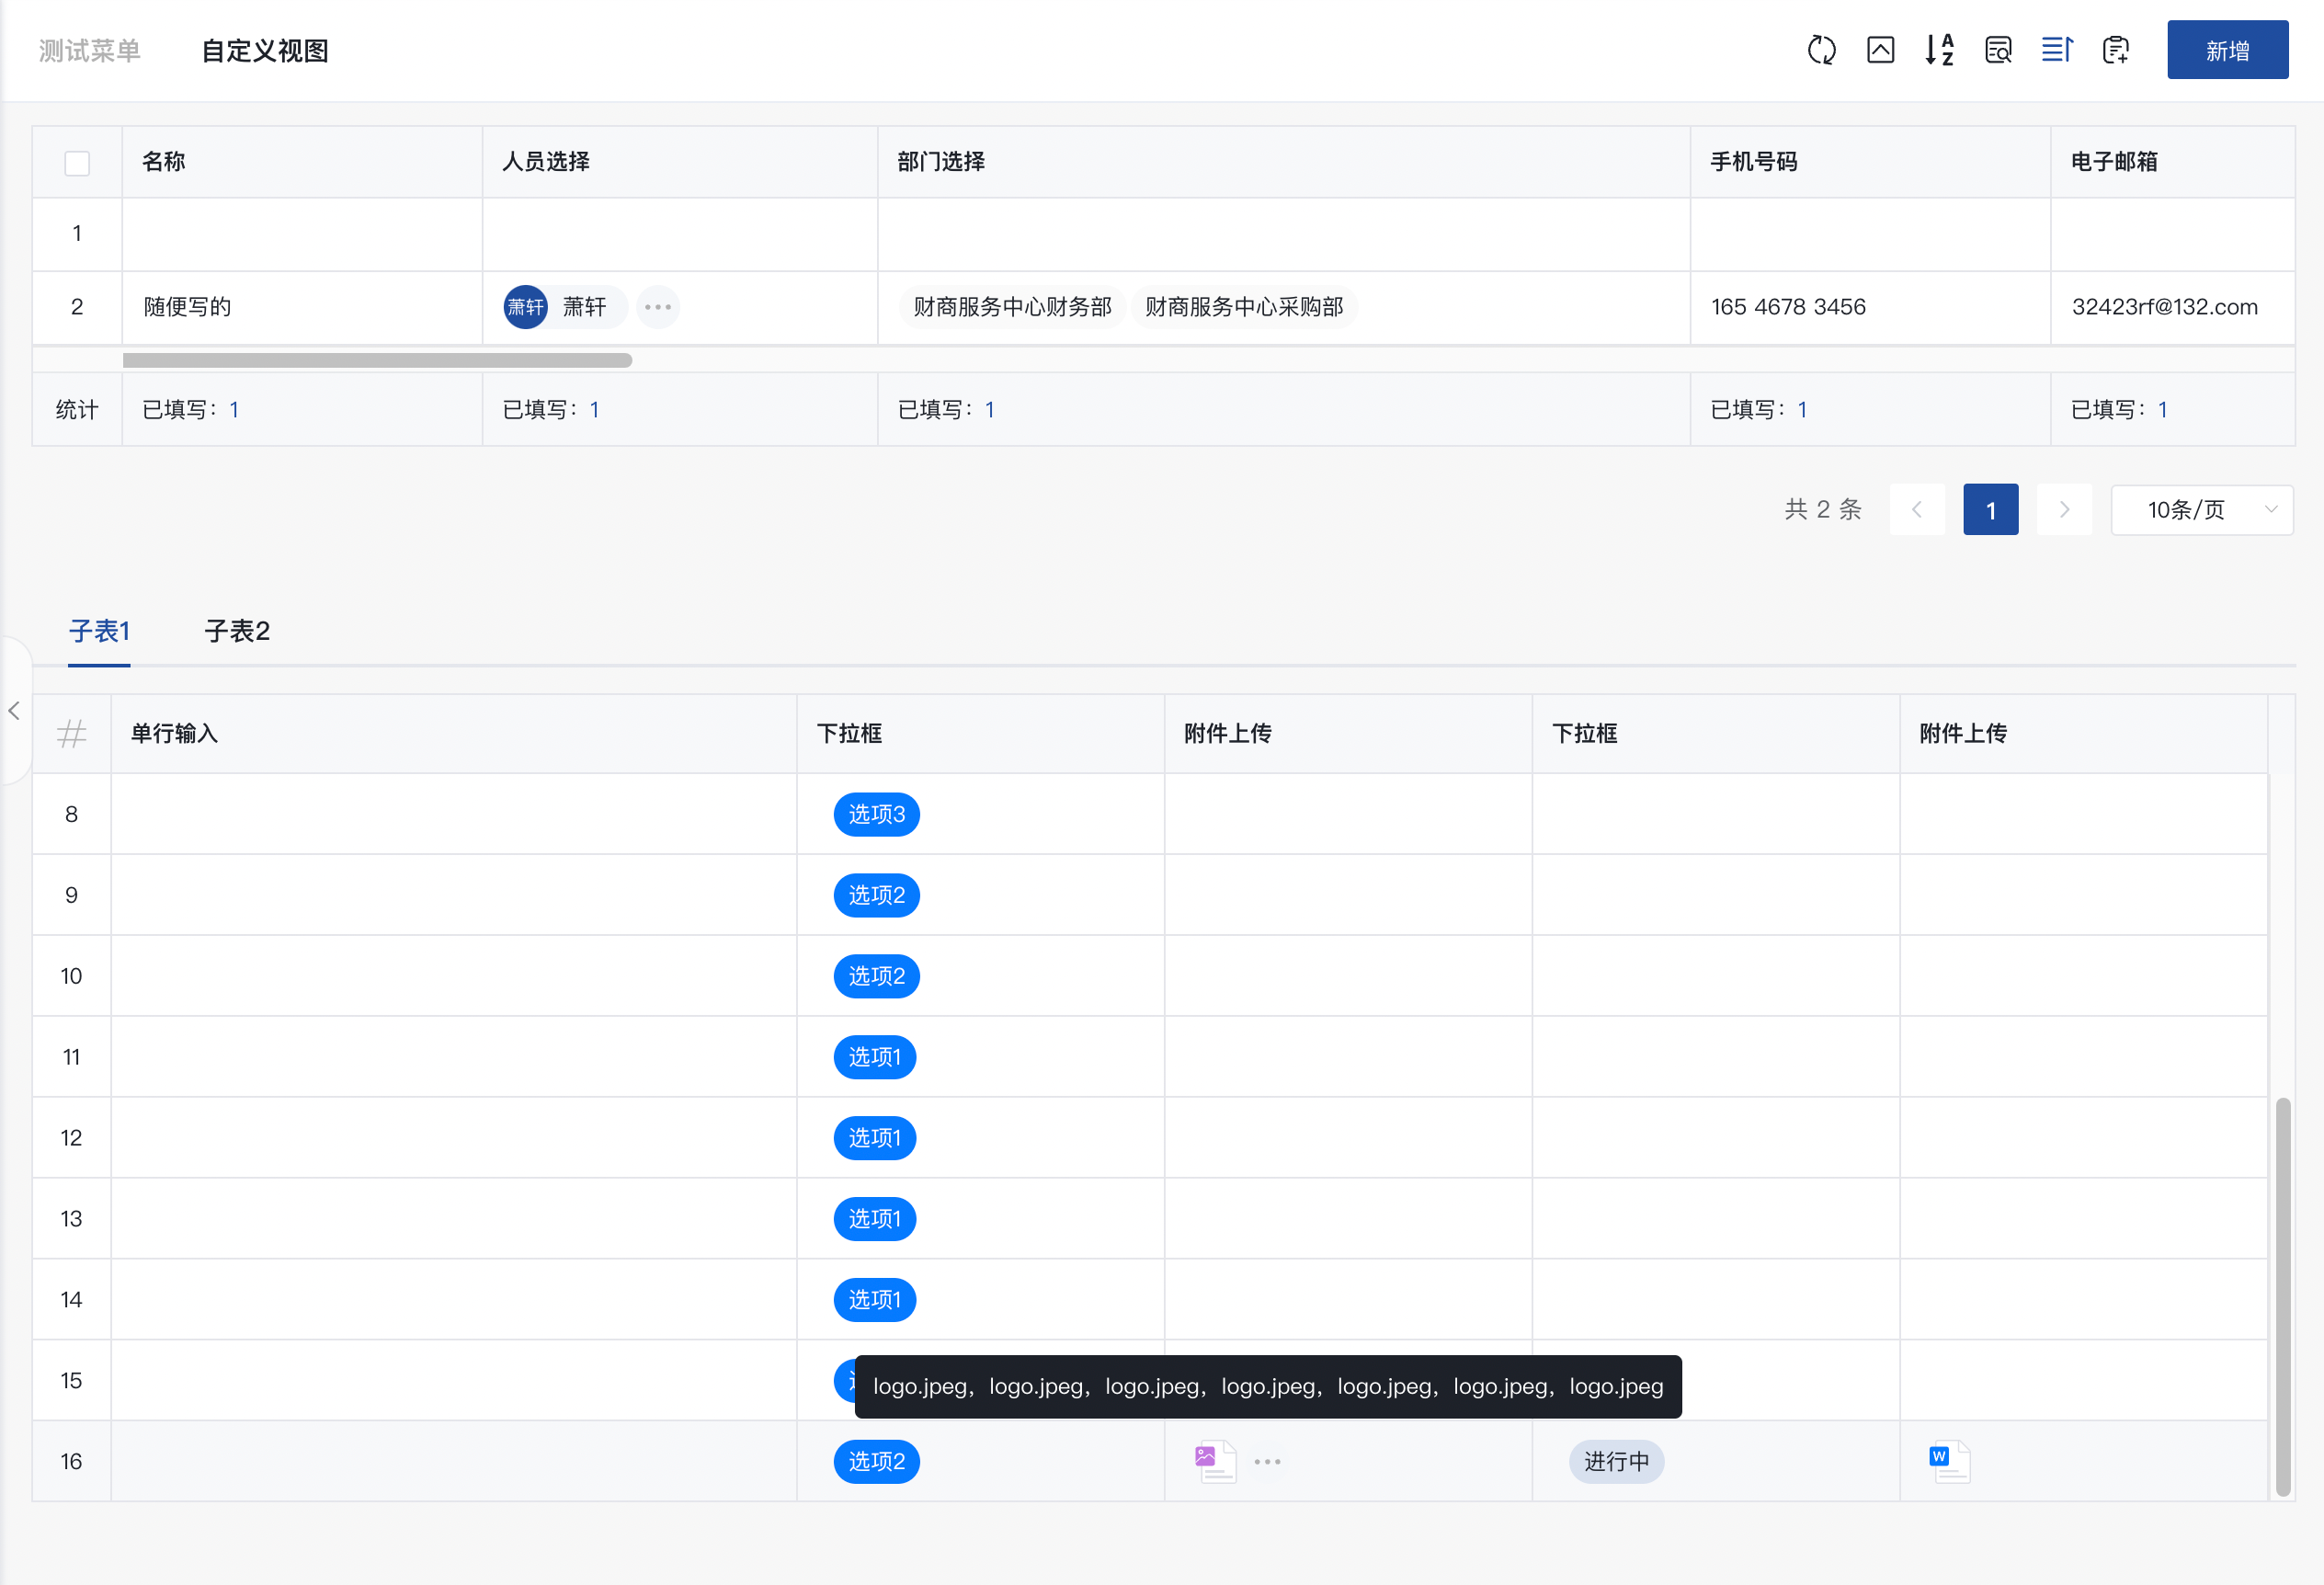 测试菜单 自定义视图 新增
名称 人员选择 部门选择 手机号码 电子邮箱
1
2 随便写的 萧轩 萧轩 财商服务中心财务部 财商服务中心采购部 165 4678 3456 32423rf@132.com
统计 已填写：1 已填写：1 已填写：1 已填写：1 已填写：1
共 2 条 1 10条/页
子表1 子表2
# 单行输入 下拉框 附件上传 下拉框 附件上传
8 选项3
9 选项2
10 选项2
11 选项1
12 选项1
13 选项1
14 选项1
15
logo.jpeg，logo.jpeg，logo.jpeg，logo.jpeg，logo.jpeg，logo.jpeg，logo.jpeg
16 选项2 进行中 W